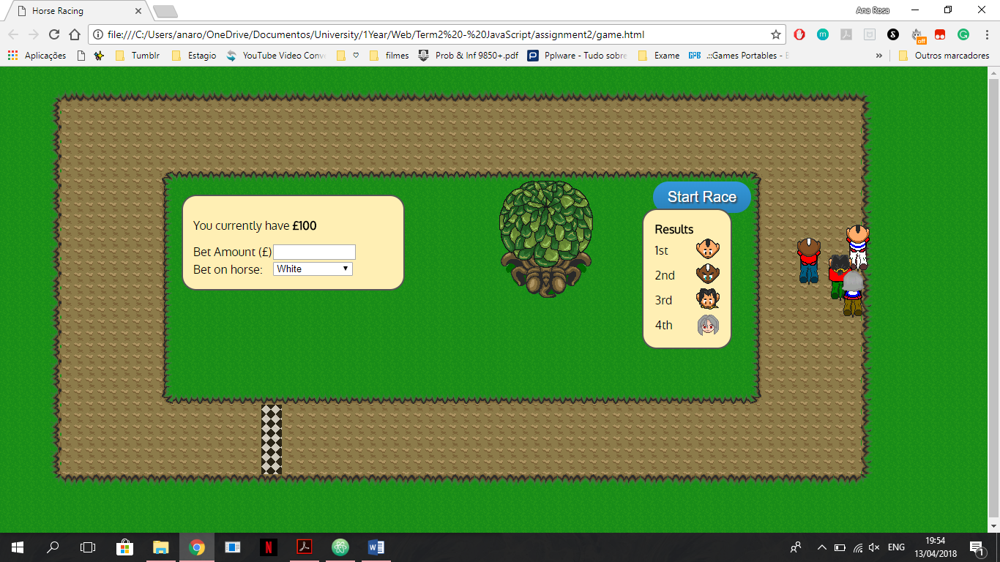 Horse Racing
Ana Rosa
file:///C:/Users/anaro/OneDrive/Documentos/University/1Year/Web/Term2%20-%20JavaScript/assignment2/game.html
Aplicações Tumblr Estagio YouTube Video Conv filmes Prob & Inf 9850+.pdf Pplware - Tudo sobre Exame GPB .::Games Portables - E » Outros marcadores
off
Start Race
You currently have £100
Results
Bet Amount (£)
1st
Bet on horse: White
2nd
3rd
4th
ENG
19:54
13/04/2018
1